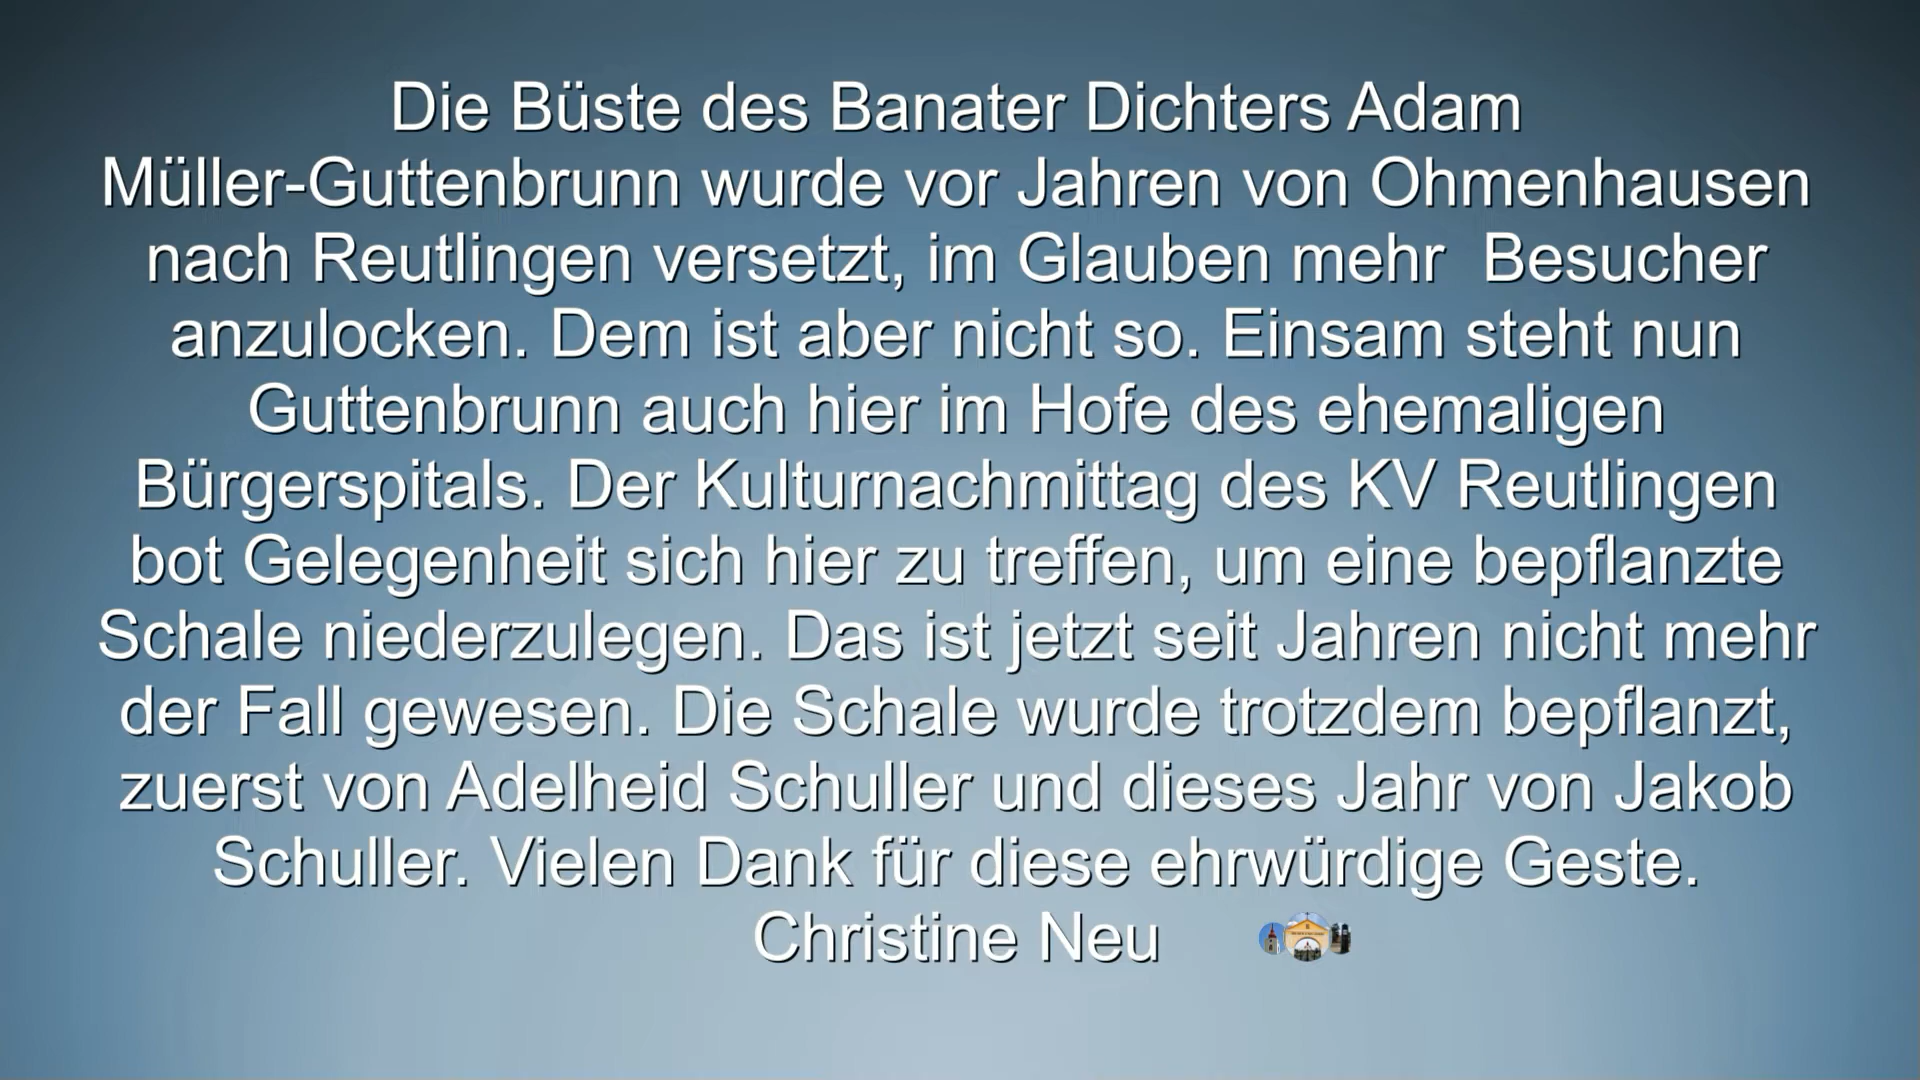 Die Büste des Banater Dichters Adam
Müller-Guttenbrunn wurde vor Jahren von Ohmenhausen
nach Reutlingen versetzt, im Glauben mehr  Besucher
anzulocken. Dem ist aber nicht so. Einsam steht nun
Guttenbrunn auch hier im Hofe des ehemaligen
Bürgerspitals. Der Kulturnachmittag des KV Reutlingen
bot Gelegenheit sich hier zu treffen, um eine bepflanzte
Schale niederzulegen. Das ist jetzt seit Jahren nicht mehr
der Fall gewesen. Die Schale wurde trotzdem bepflanzt,
zuerst von Adelheid Schuller und dieses Jahr von Jakob
Schuller. Vielen Dank für diese ehrwürdige Geste.
Christine Neu